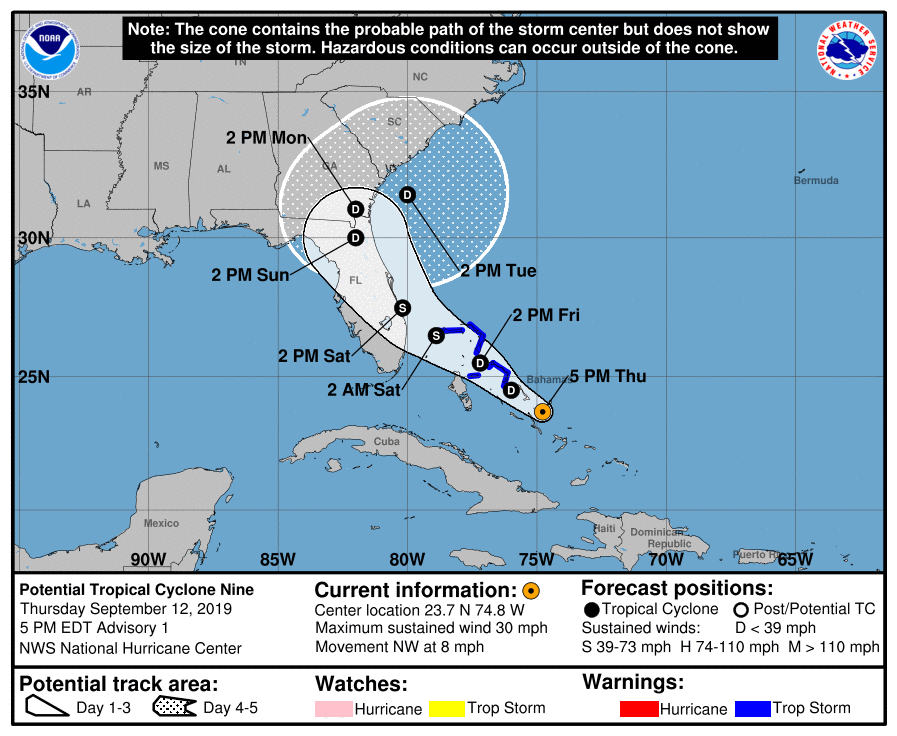 Note: The cone contains the probable path of the storm center but does not show
the size of the storm. Hazardous conditions can occur outside of the cone.
NOAA
NATIONAL WEATHER SERVICE
TN
NC
35N
AR
SC
2 PM Mon
MS
AL
GA
Bermuda
LA
30N
2 PM Tue
2 PM Sun
FL
2 PM Fri
2 PM Sat
25N
Bahamas
5 PM Thu
2 AM Sat
D
D
D
S
S
D
D
Cuba
Mexico
Haiti
Dominican
Republic
Puerto Ri
90W
85W
80W
75W
70W
65W
Potential Tropical Cyclone Nine
Thursday September 12, 2019
5 PM EDT Advisory 1
NWS National Hurricane Center
Current information:
Center location 23.7 N 74.8 W
Maximum sustained wind 30 mph
Movement NW at 8 mph
Forecast positions:
Tropical Cyclone Post/Potential TC
Sustained winds: D < 39 mph
S 39-73 mph H 74-110 mph M > 110 mph
Potential track area:
Day 1-3 Day 4-5
Watches:
Hurricane Trop Storm
Warnings:
Hurricane Trop Storm